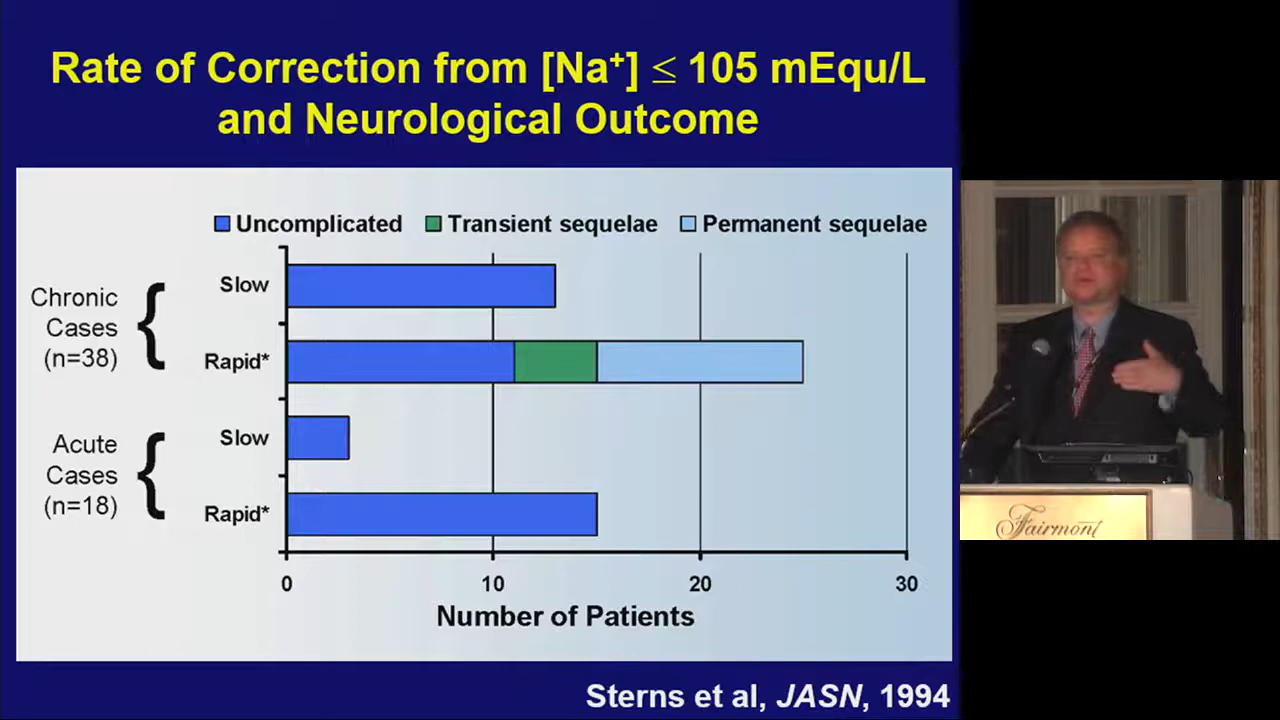 Rate of Correction from [Na⁺] ≤ 105 mEqu/L
and Neurological Outcome
Uncomplicated Transient sequelae Permanent sequelae
Chronic
Cases
(n=38)
Slow
Rapid*
Acute
Cases
(n=18)
Slow
Rapid*
0 10 20 30
Number of Patients
Sterns et al, JASN, 1994
Fairmont